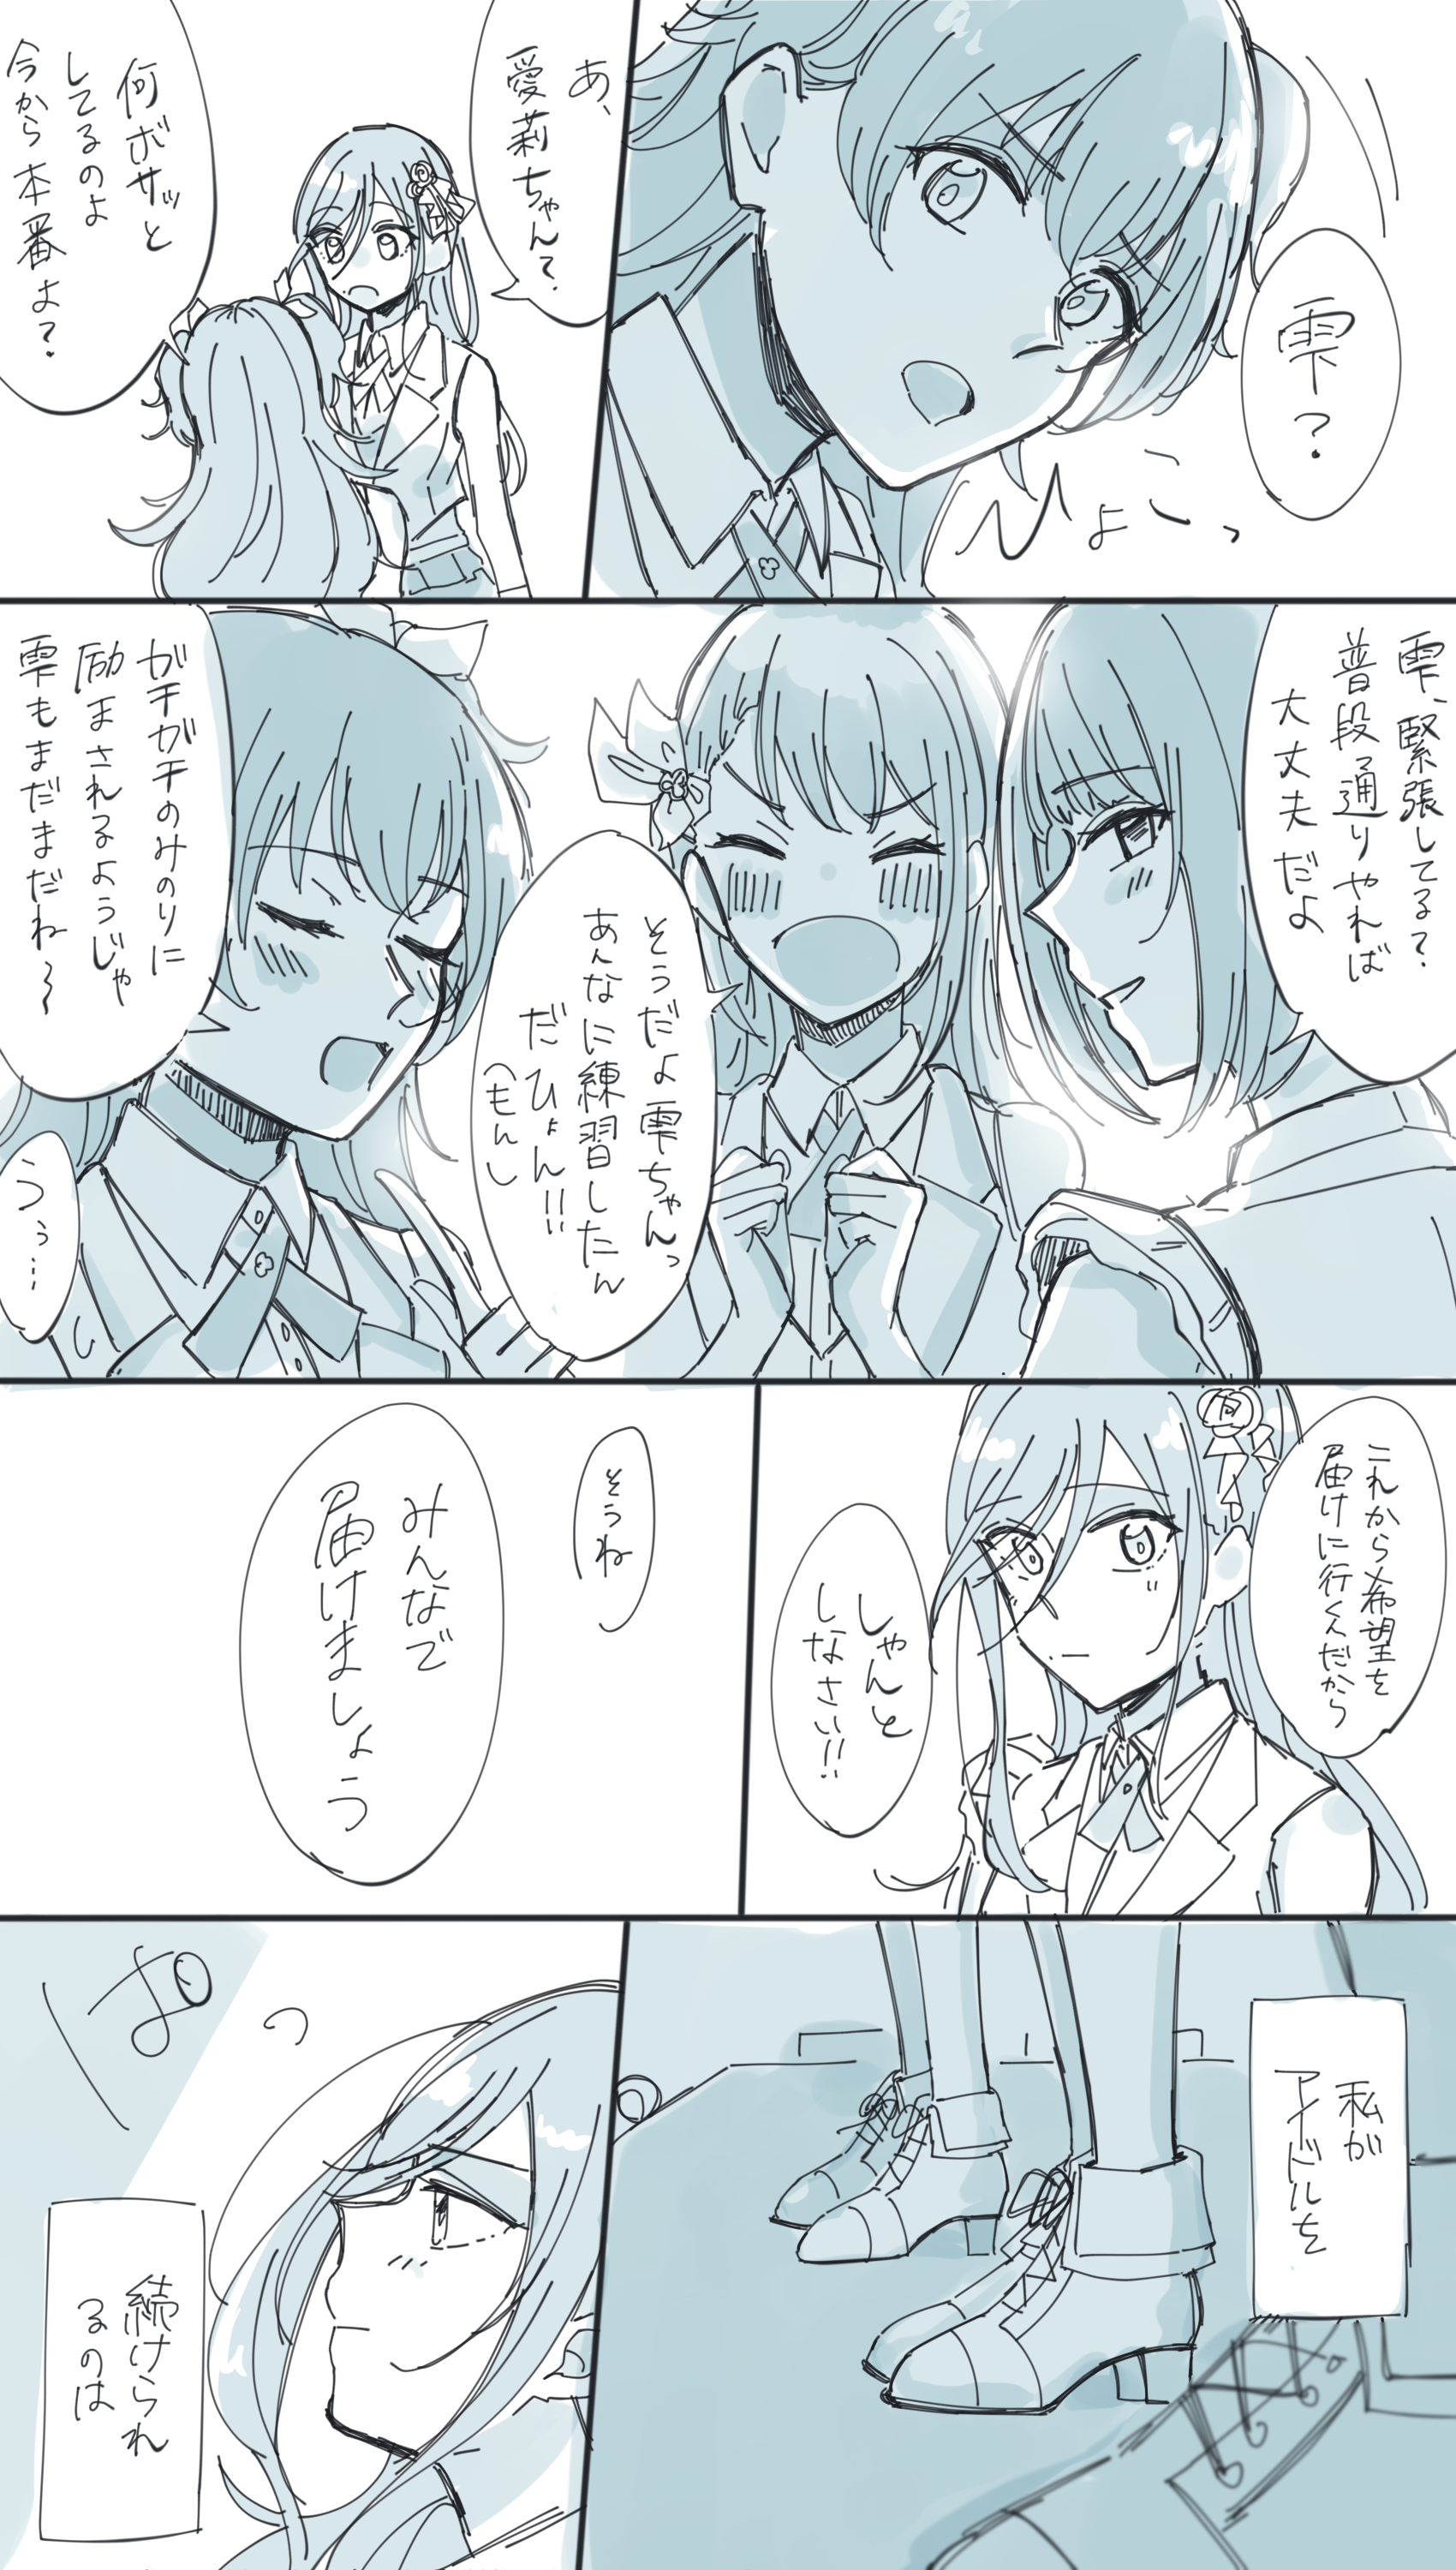 雫?
ひょこっ
あ、
愛莉ちゃん?
何ボサッと
してるのよ
今から本番よ?
雫、緊張してる?
普段通りやれば
大丈夫だよ
そうだよ雫ちゃんっ
あんなに練習したん
だひょん!!
(もん)
ガチガチのみのりに
励まされるようじゃ
雫もまだまだね〜
うぅ…
これから希望を
届けに行くんだから
しゃんと
しなさい!!
そうね
みんなで
届けましょう
私が
アイドルを
ぱっ
続けられ
るのは